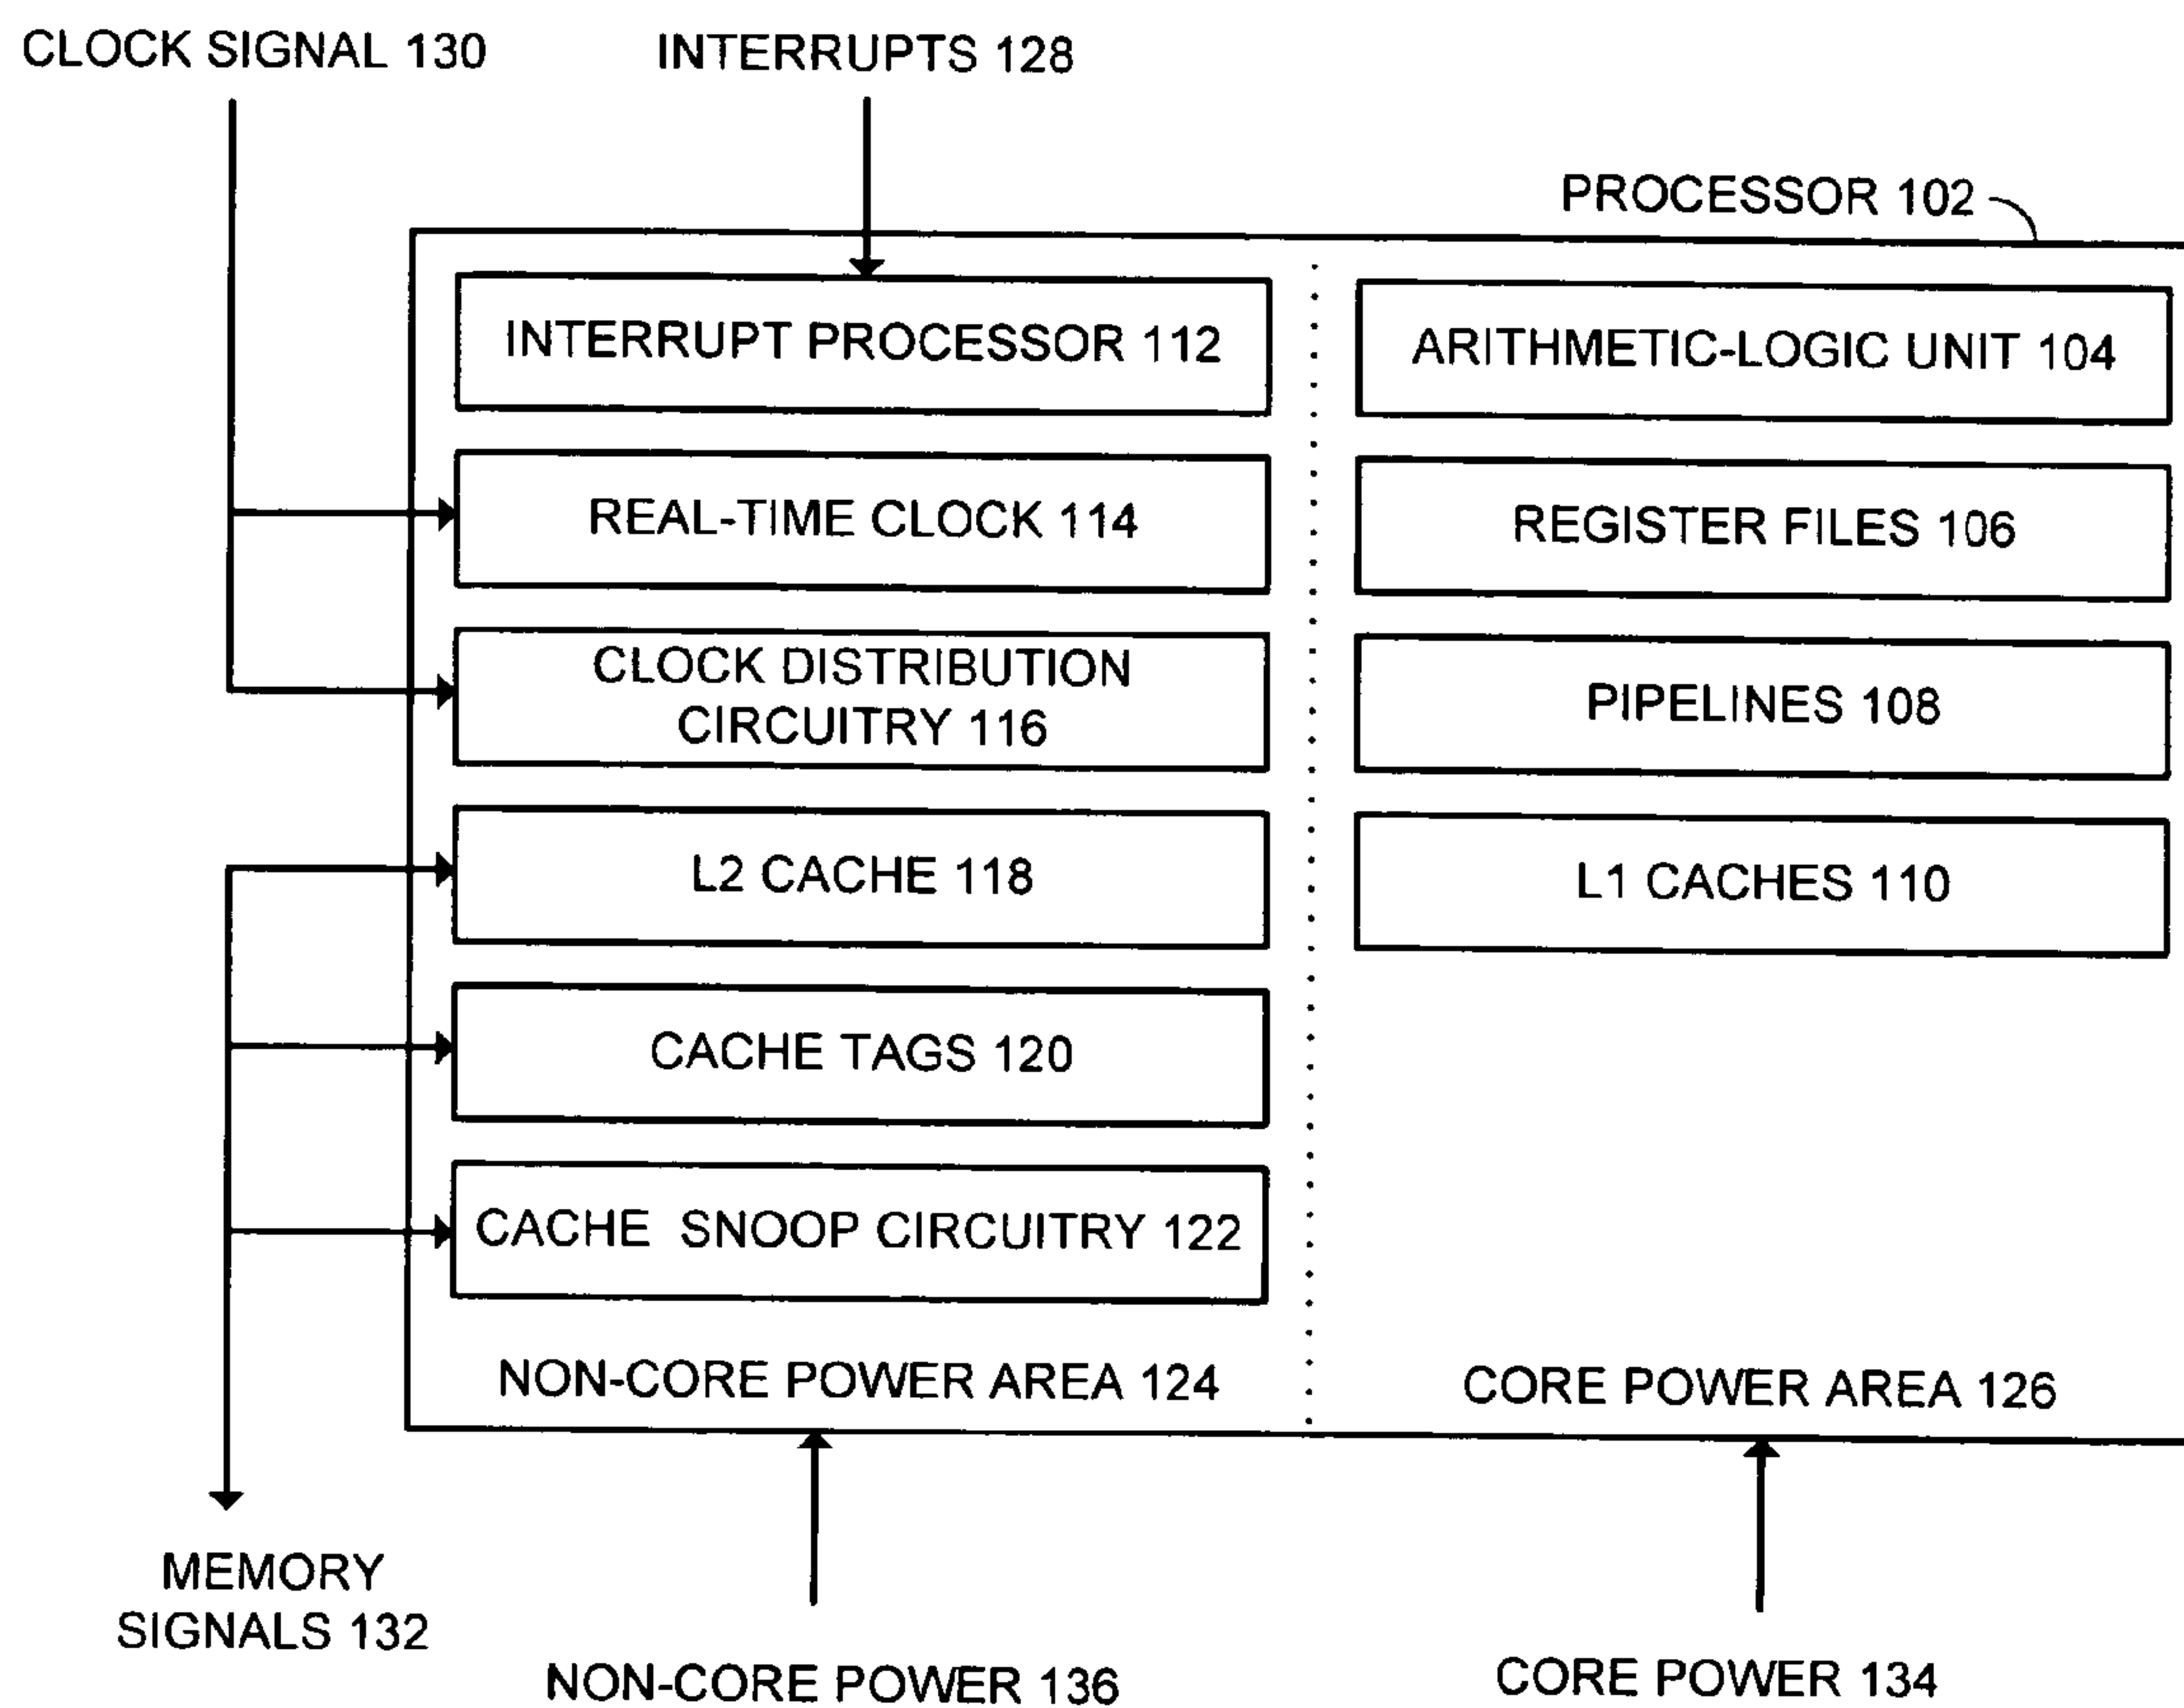 CLOCK SIGNAL 130
INTERRUPTS 128
PROCESSOR 102
INTERRUPT PROCESSOR 112
ARITHMETIC-LOGIC UNIT 104
REAL-TIME CLOCK 114
REGISTER FILES 106
CLOCK DISTRIBUTION
CIRCUITRY 116
PIPELINES 108
L2 CACHE 118
L1 CACHES 110
CACHE TAGS 120
CACHE SNOOP CIRCUITRY 122
NON-CORE POWER AREA 124
CORE POWER AREA 126
MEMORY
SIGNALS 132
NON-CORE POWER 136
CORE POWER 134